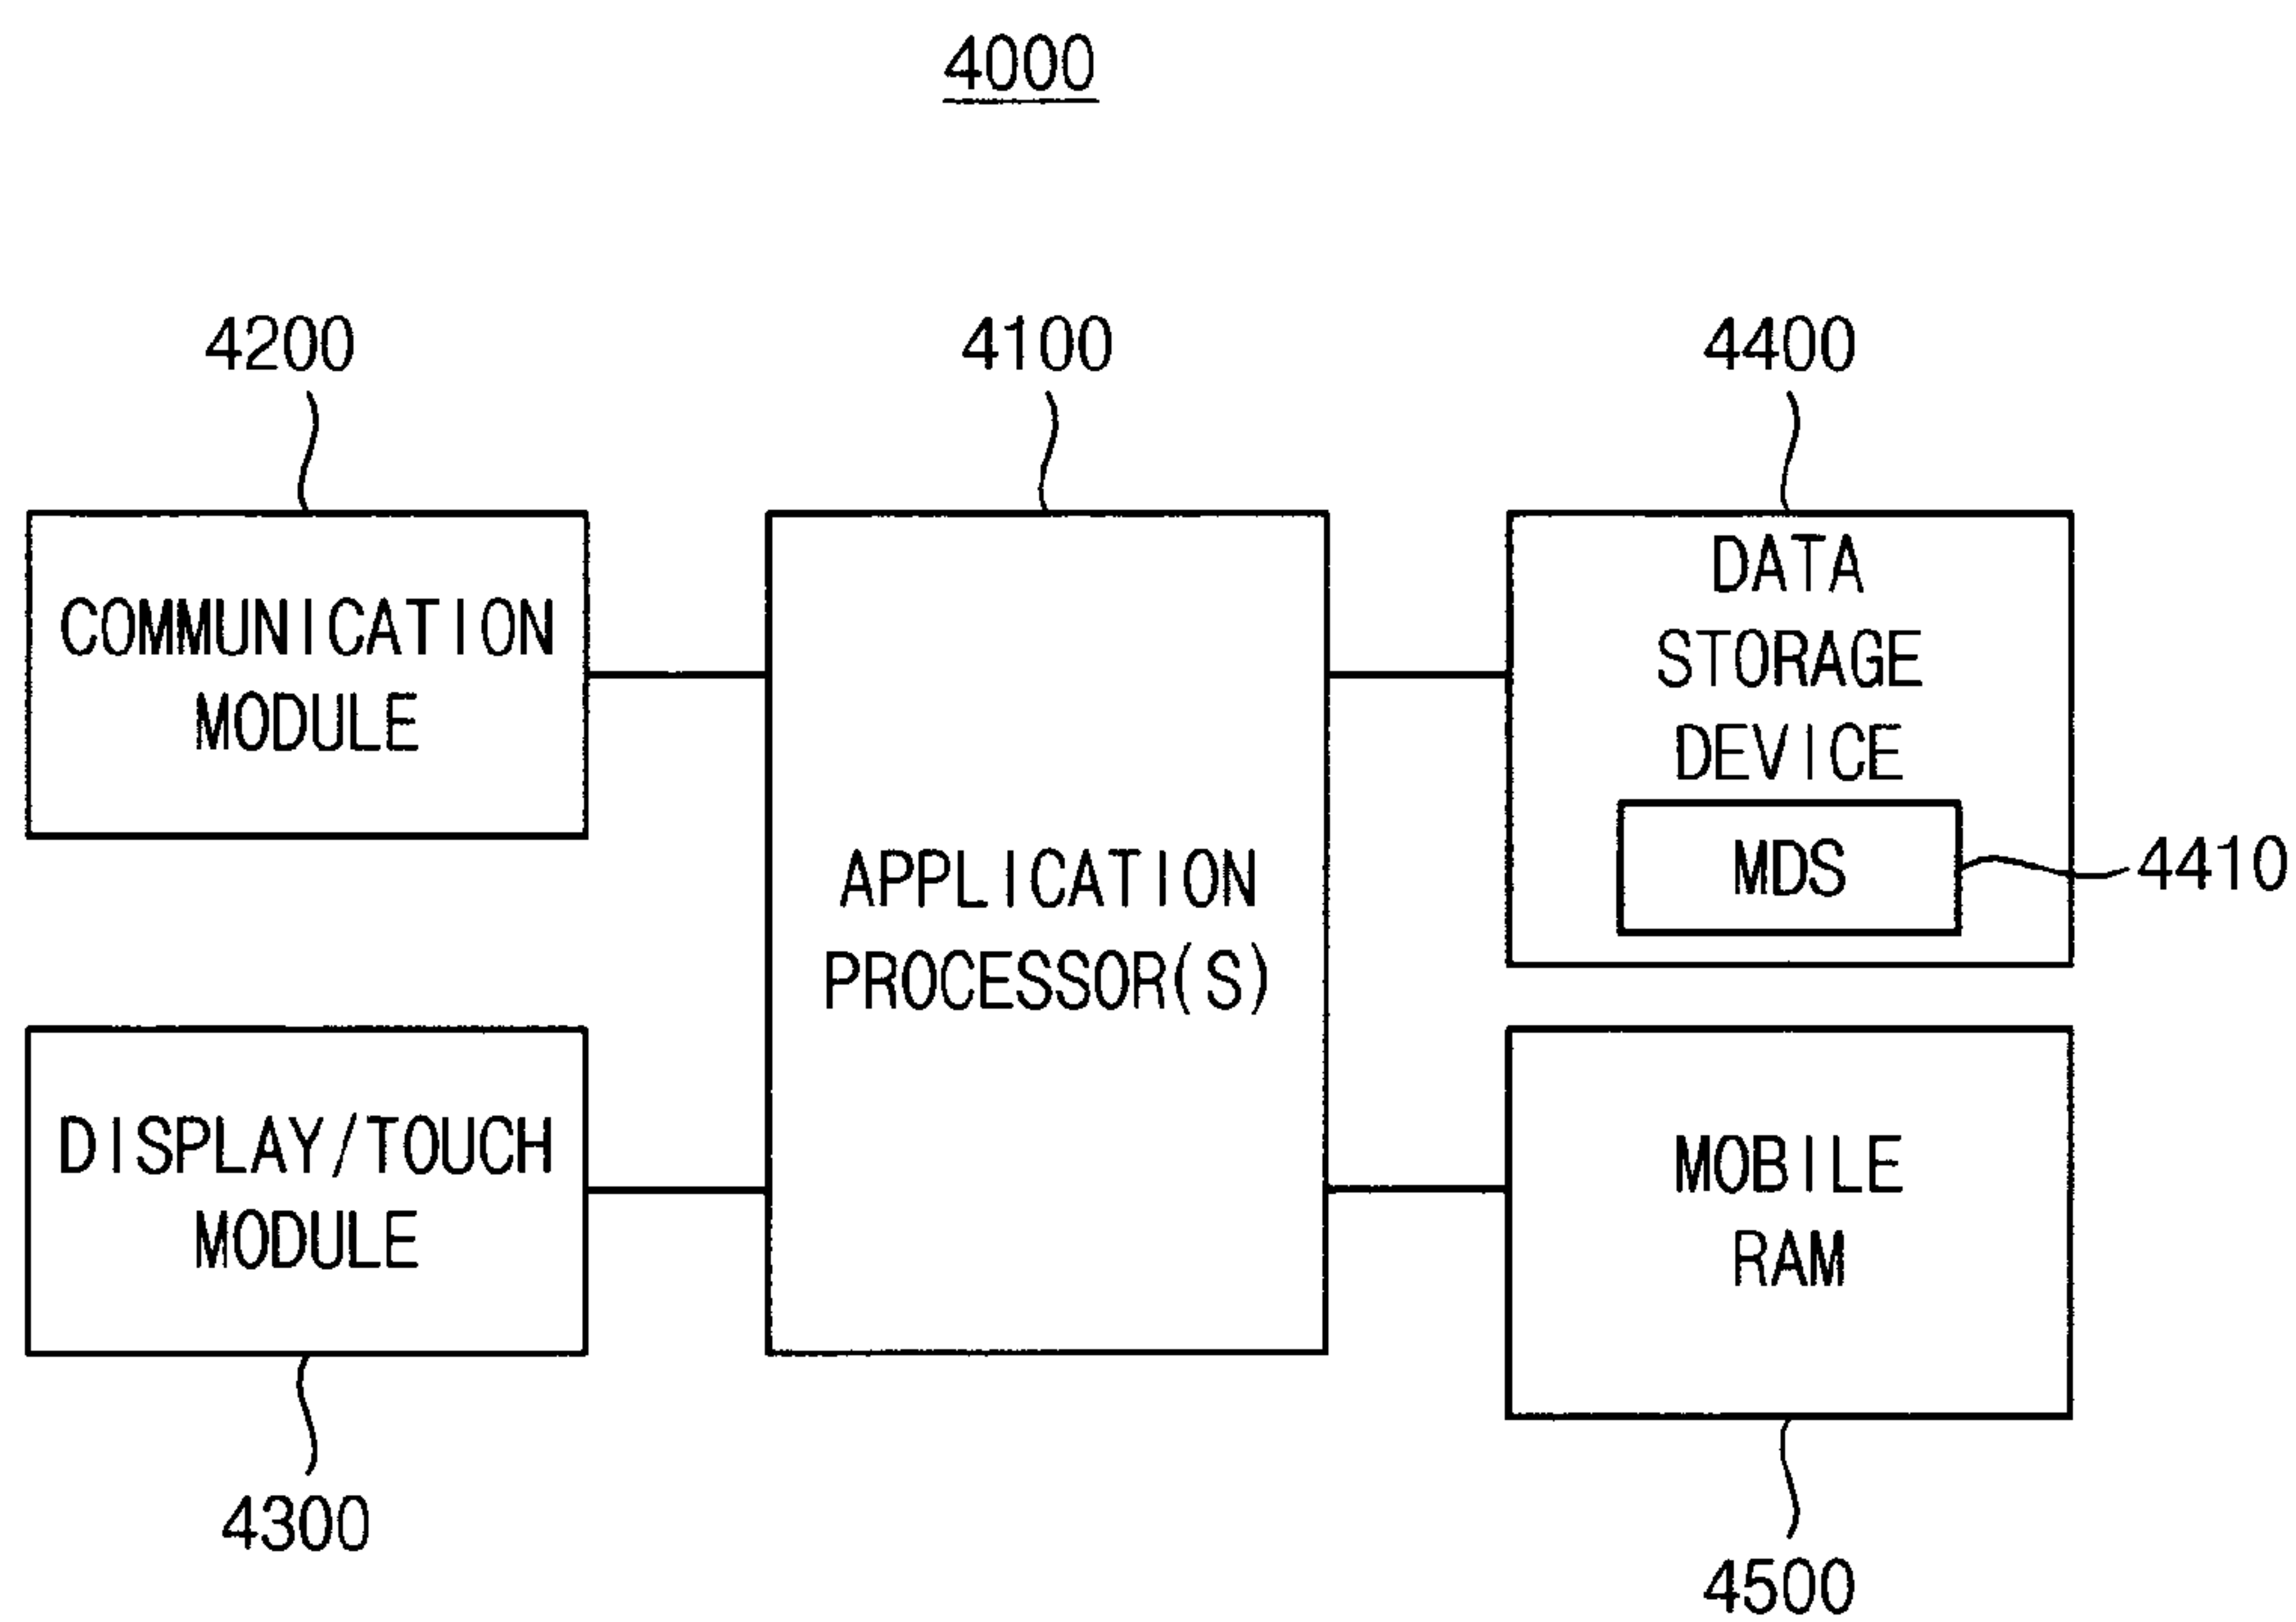 4000
4200
4100
4400
COMMUNICATION
MODULE
APPLICATION
PROCESSOR(S)
DATA
STORAGE
DEVICE
MDS
4410
DISPLAY/TOUCH
MODULE
MOBILE
RAM
4300
4500